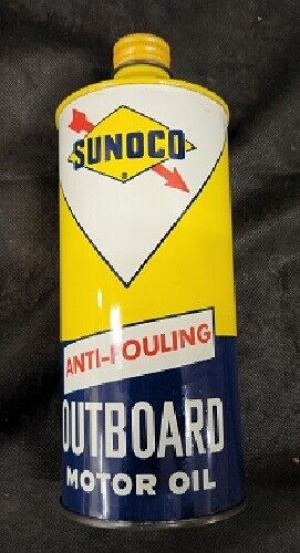 SUNOCO
®
ANTI-FOULING
OUTBOARD
MOTOR OIL